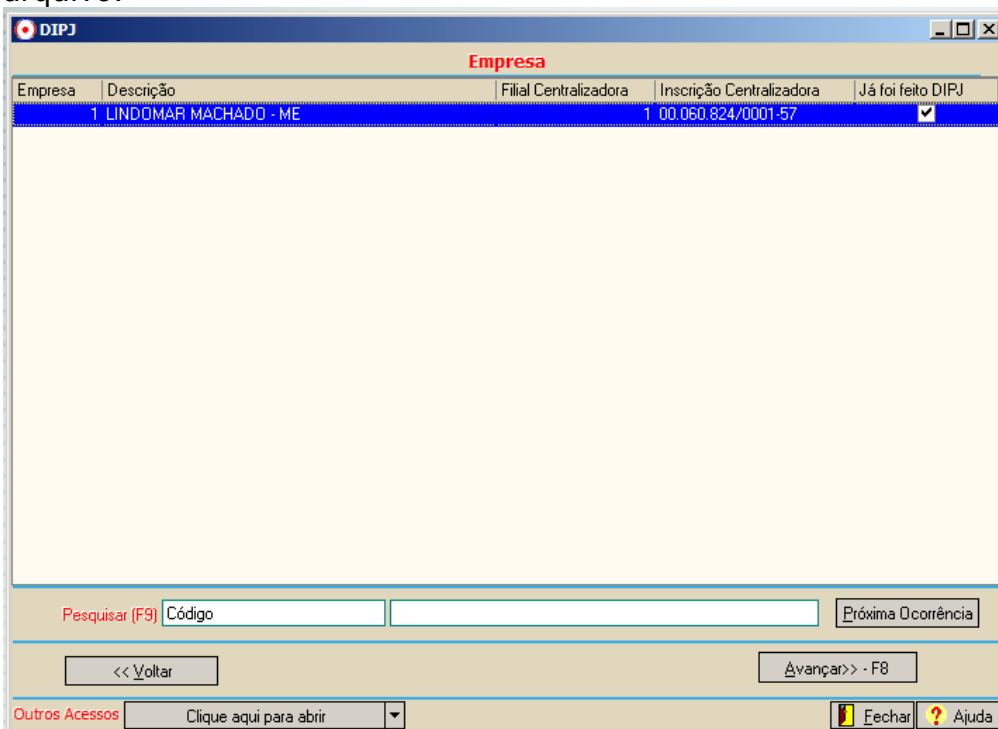 arquivo.
DIPJ
Empresa
Empresa Descrição Filial Centralizadora Inscrição Centralizadora Já foi feito DIPJ
1 LINDOMAR MACHADO - ME 1 00.060.824/0001-57
Pesquisar (F9) Código Próxima Ocorrência
<< Voltar Avançar>> - F8
Outros Acessos Clique aqui para abrir Fechar Ajuda